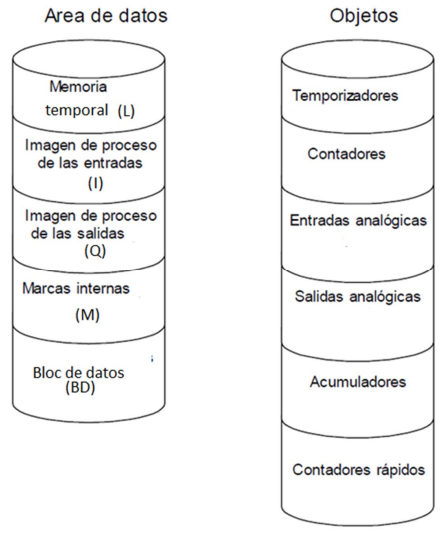 Area de datos
Memoria
temporal (L)
Imagen de proceso
de las entradas
(I)
Imagen de proceso
de las salidas
(Q)
Marcas internas
(M)
Bloc de datos
(BD)
Objetos
Temporizadores
Contadores
Entradas analógicas
Salidas analógicas
Acumuladores
Contadores rápidos